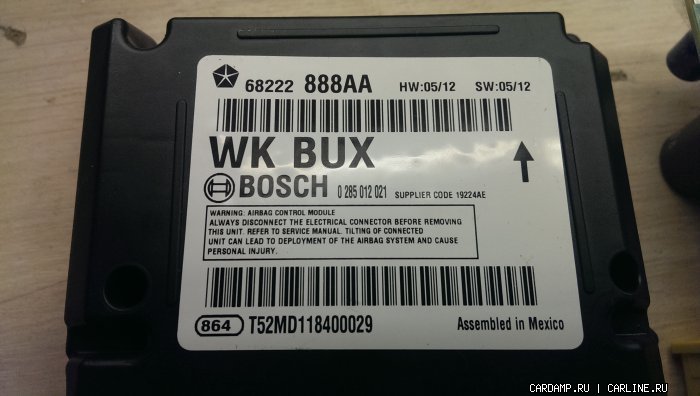 68222 888AA HW:05/12 SW:05/12
WK BUX
BOSCH 0 285 012 021 SUPPLIER CODE 19224AE
WARNING: AIRBAG CONTROL MODULE
ALWAYS DISCONNECT THE ELECTRICAL CONNECTOR BEFORE REMOVING
THIS UNIT. REFER TO SERVICE MANUAL. TILTING OF CONNECTED
UNIT CAN LEAD TO DEPLOYMENT OF THE AIRBAG SYSTEM AND CAUSE
PERSONAL INJURY.
864 T52MD118400029 Assembled in Mexico
CARDAMP.RU | CARLINE.RU